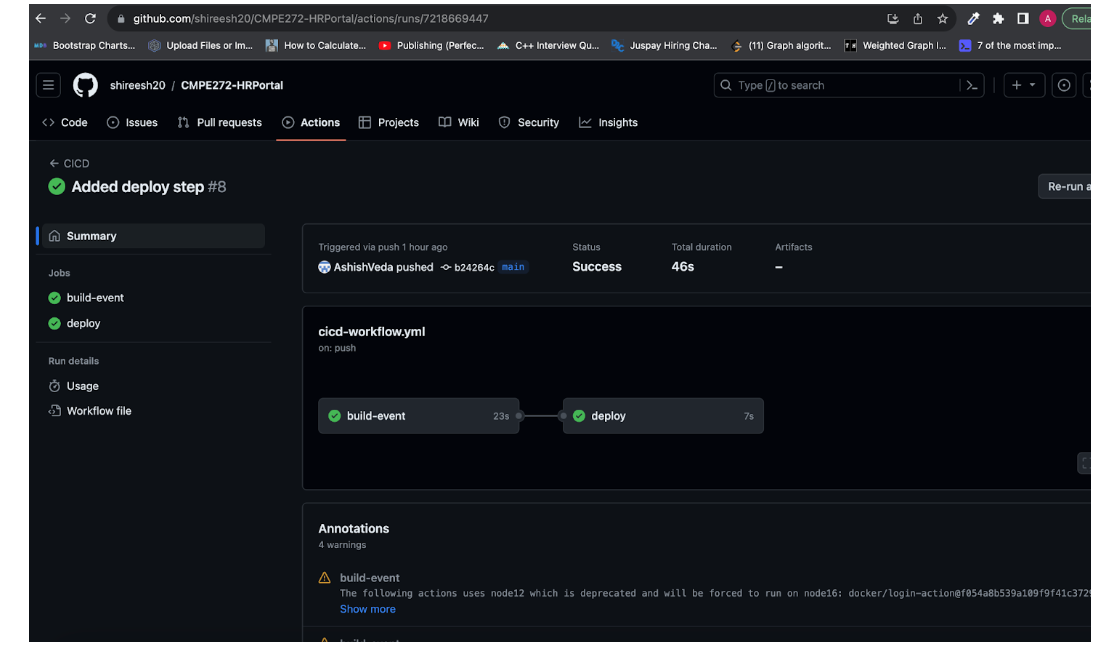 github.com/shireesh20/CMPE272-HRPortal/actions/runs/7218669447
A
Rela
Bootstrap Charts... Upload Files or Im... How to Calculate... Publishing (Perfec... C++ Interview Qu... Juspay Hiring Cha... (11) Graph algorit... Weighted Graph I... 7 of the most imp...
shireesh20 / CMPE272-HRPortal
Type / to search
Code Issues Pull requests Actions Projects Wiki Security Insights
← CICD
Added deploy step #8
Re-run a
Summary
Jobs
build-event
deploy
Run details
Usage
Workflow file
Triggered via push 1 hour ago
AshishVeda pushed b24264c main
Status
Success
Total duration
46s
Artifacts
–
cicd-workflow.yml
on: push
build-event 23s
deploy 7s
Annotations
4 warnings
build-event
The following actions uses node12 which is deprecated and will be forced to run on node16: docker/login-action@f054a8b539a109f9f41c372
Show more